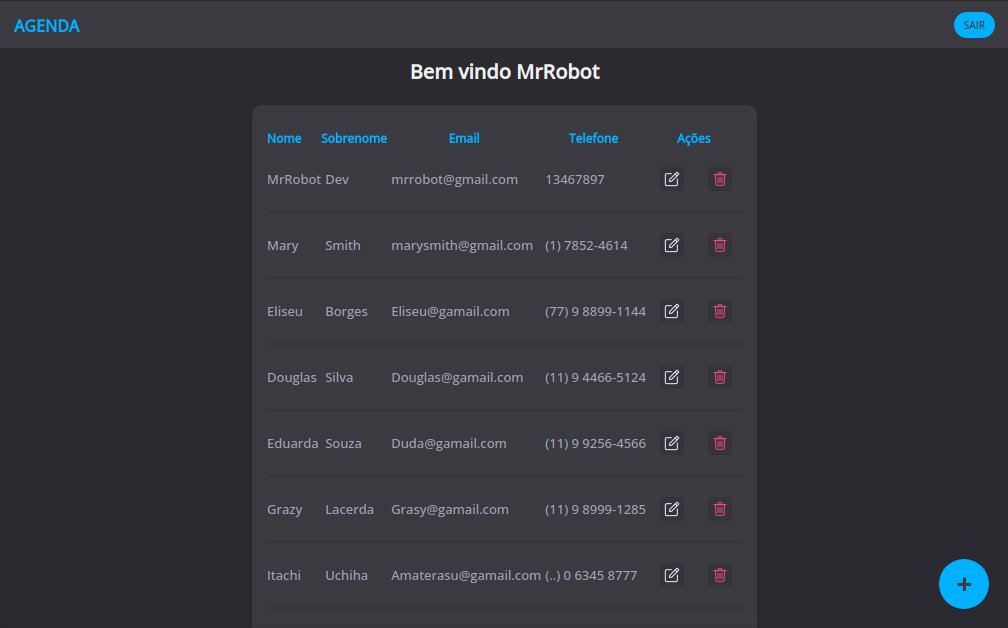 AGENDA SAIR
Bem vindo MrRobot
Nome Sobrenome Email Telefone Ações
MrRobot Dev mrrobot@gmail.com 13467897
Mary Smith marysmith@gmail.com (1) 7852-4614
Eliseu Borges Eliseu@gamail.com (77) 9 8899-1144
Douglas Silva Douglas@gamail.com (11) 9 4466-5124
Eduarda Souza Duda@gamail.com (11) 9 9256-4566
Grazy Lacerda Grasy@gamail.com (11) 9 8999-1285
Itachi Uchiha Amaterasu@gamail.com (..) 0 6345 8777
+